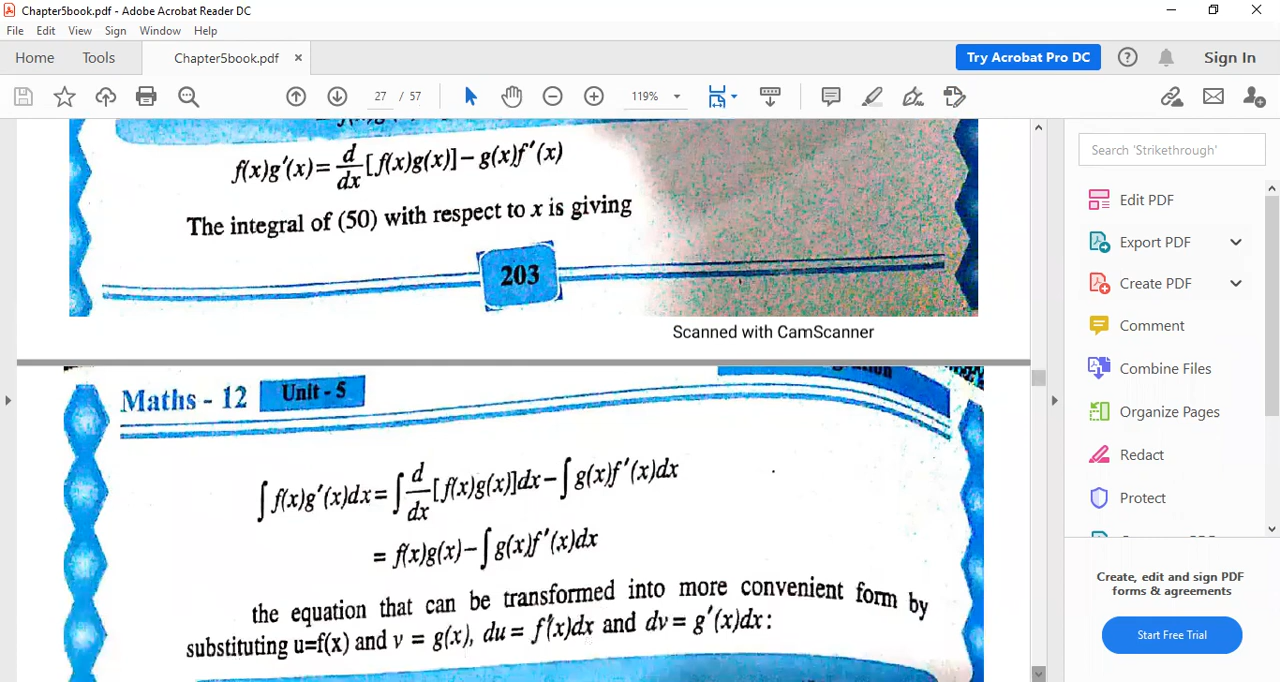 Chapter5book.pdf - Adobe Acrobat Reader DC
File Edit View Sign Window Help
Home Tools Chapter5book.pdf × Try Acrobat Pro DC Sign In
27 / 57 119%
f(x)g'(x)= d/dx [f(x)g(x)]− g(x)f'(x)
The integral of (50) with respect to x is giving
203
Scanned with CamScanner
Maths - 12 Unit - 5
∫ f(x)g'(x)dx = ∫ d/dx [f(x)g(x)]dx − ∫ g(x)f'(x)dx
= f(x)g(x) − ∫ g(x)f'(x)dx
the equation that can be transformed into more convenient form by
substituting u=f(x) and v = g(x), du = f'(x)dx and dv = g'(x)dx :
Search 'Strikethrough'
Edit PDF
Export PDF
Create PDF
Comment
Combine Files
Organize Pages
Redact
Protect
Create, edit and sign PDF
forms & agreements
Start Free Trial